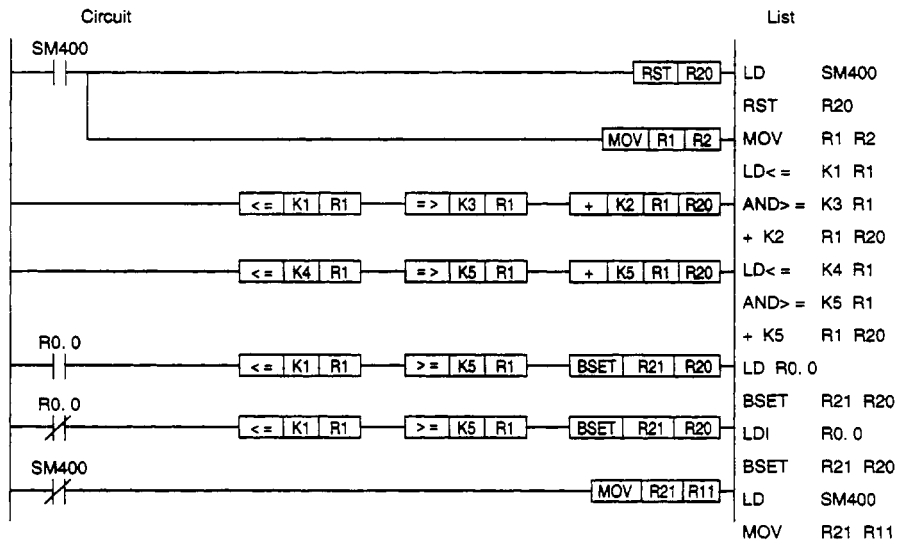 Circuit List
SM400
RST R20 LD SM400
RST R20
MOV R1 R2 MOV R1 R2
LD<= K1 R1
<= K1 R1 => K3 R1 + K2 R1 R20 AND>= K3 R1
+ K2 R1 R20
<= K4 R1 => K5 R1 + K5 R1 R20 LD<= K4 R1
AND>= K5 R1
R0. 0 + K5 R1 R20
<= K1 R1 >= K5 R1 BSET R21 R20 LD R0. 0
R0. 0 BSET R21 R20
<= K1 R1 >= K5 R1 BSET R21 R20 LDI R0. 0
SM400 BSET R21 R20
MOV R21 R11 LD SM400
MOV R21 R11